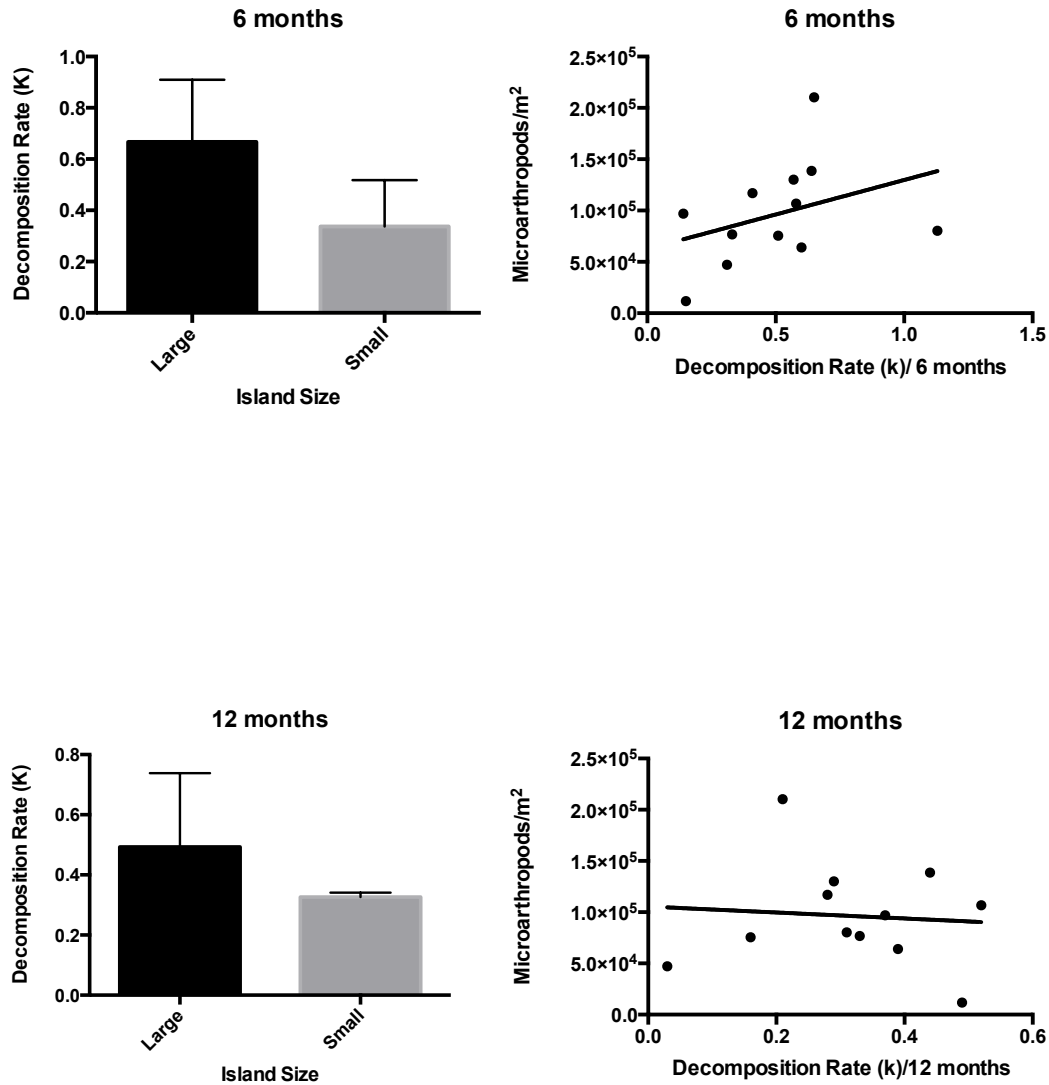 6 months
Decomposition Rate (K)
1.0
0.8
0.6
0.4
0.2
0.0
Large
Small
Island Size
6 months
Microarthropods/m²
2.5×10⁵
2.0×10⁵
1.5×10⁵
1.0×10⁵
5.0×10⁴
0.0
0.0 0.5 1.0 1.5
Decomposition Rate (k)/ 6 months
12 months
Decomposition Rate (K)
0.8
0.6
0.4
0.2
0.0
Large
Small
Island Size
12 months
Microarthropods/m²
2.5×10⁵
2.0×10⁵
1.5×10⁵
1.0×10⁵
5.0×10⁴
0.0
0.0 0.2 0.4 0.6
Decomposition Rate (k)/12 months